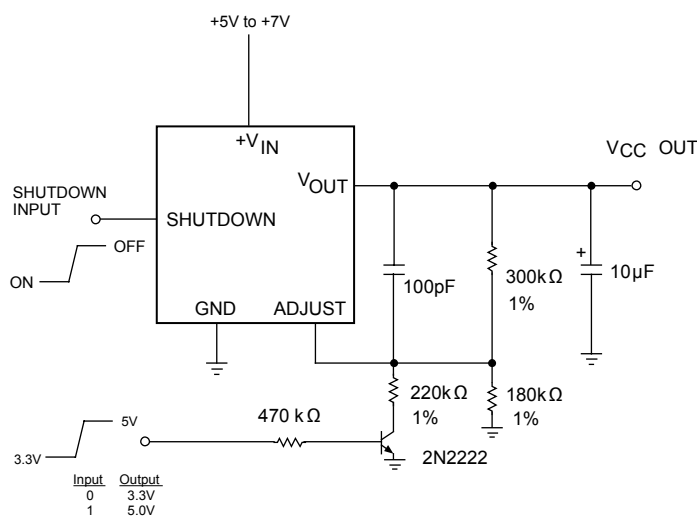 +5V to +7V
+VIN
VCC OUT
VOUT
SHUTDOWN
INPUT
SHUTDOWN
OFF
ON
+
100pF
300kΩ
1%
10µF
GND
ADJUST
220kΩ
1%
180kΩ
1%
470 kΩ
5V
3.3V
2N2222
Input Output
0 3.3V
1 5.0V